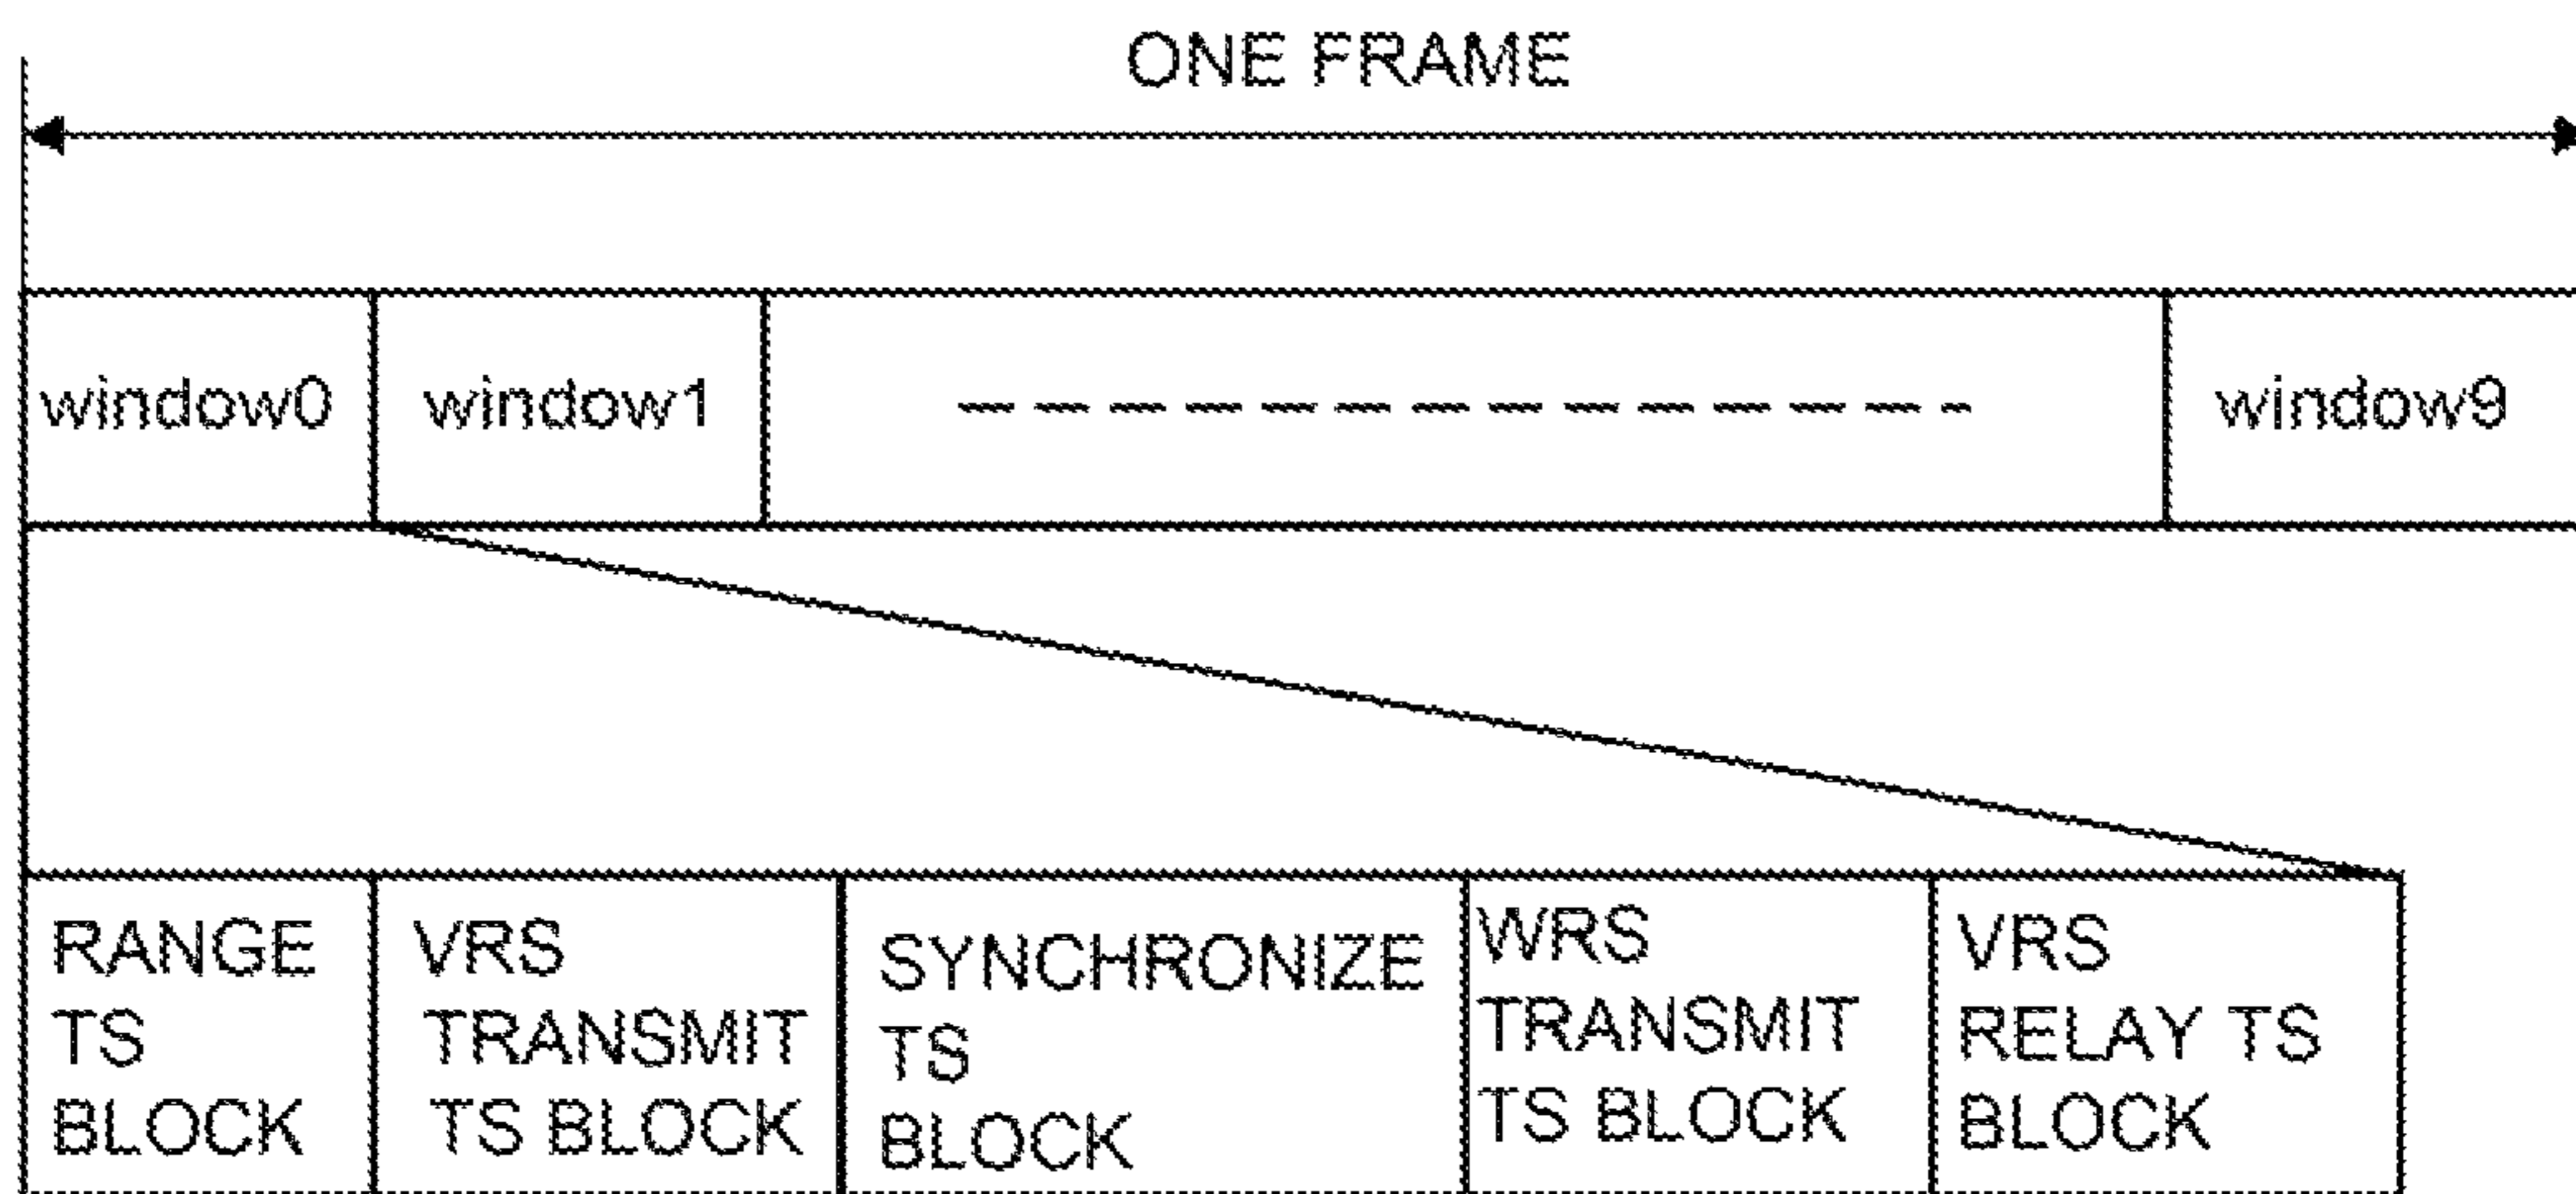 ONE FRAME
window0
window1
window9
RANGE
TS
BLOCK
VRS
TRANSMIT
TS BLOCK
SYNCHRONIZE
TS
BLOCK
WRS
TRANSMIT
TS BLOCK
VRS
RELAY TS
BLOCK